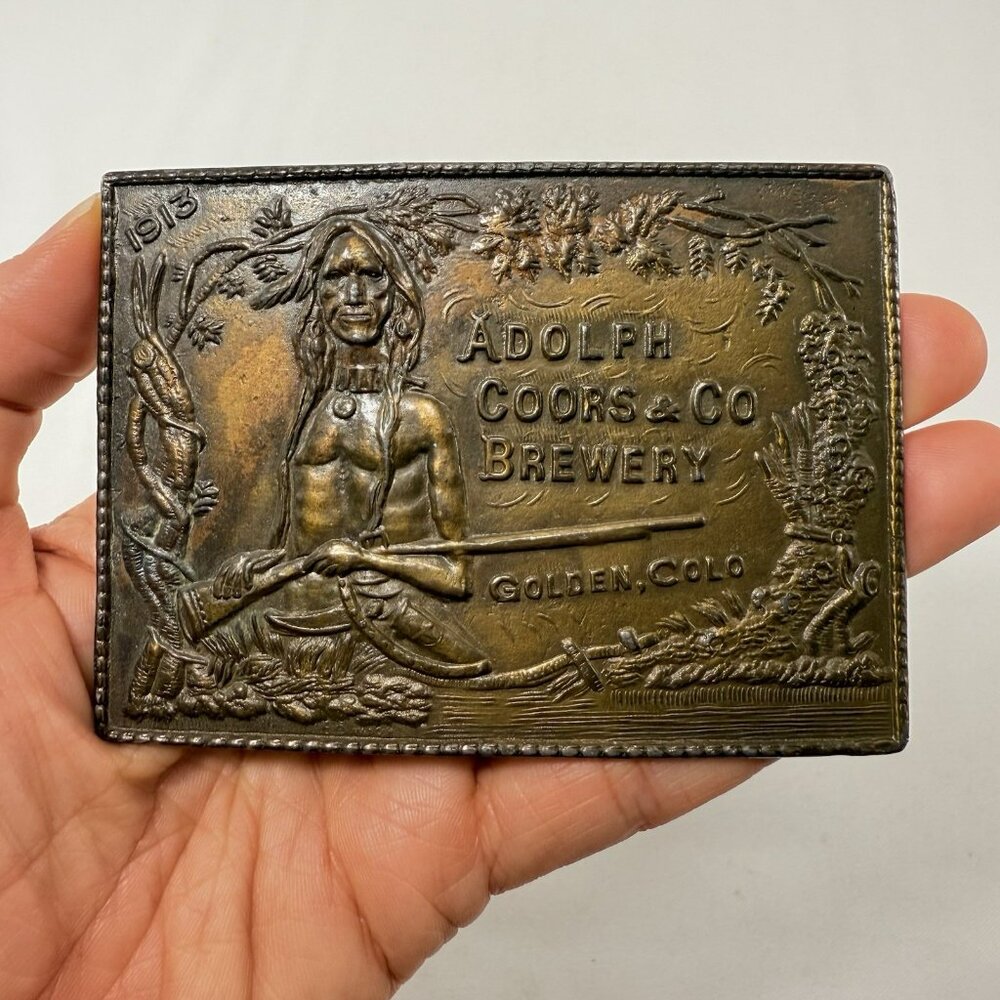 1913
ADOLPH
COORS & CO
BREWERY
GOLDEN, COLO